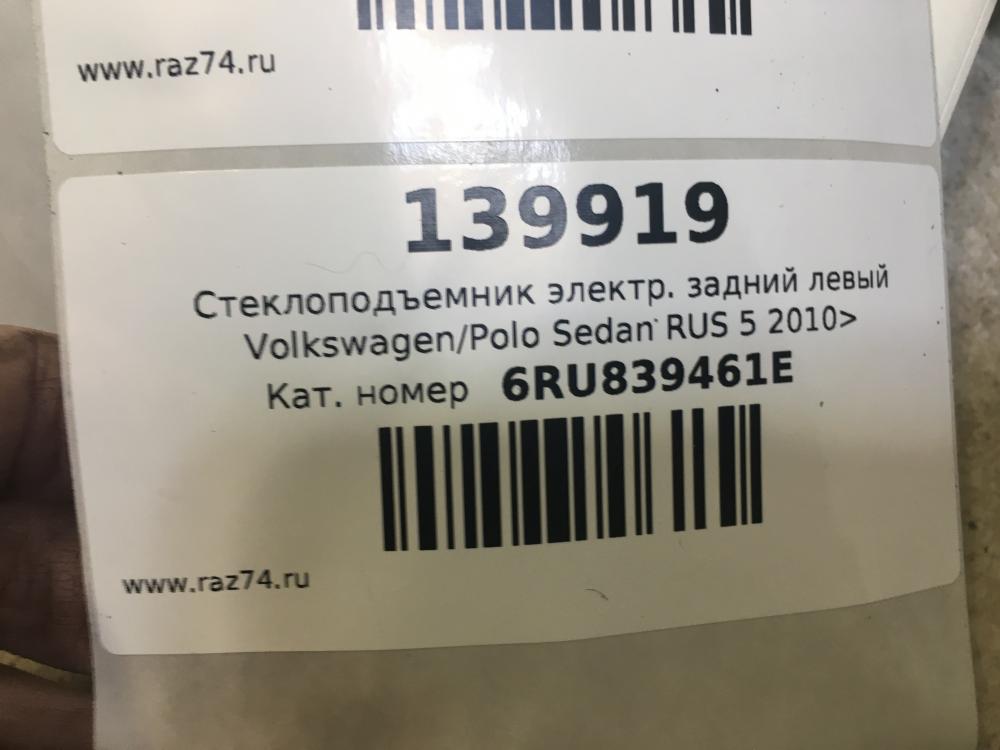 www.raz74.ru
139919
Стеклоподъемник электр. задний левый
Volkswagen/Polo Sedan RUS 5 2010>
Кат. номер 6RU839461E
www.raz74.ru